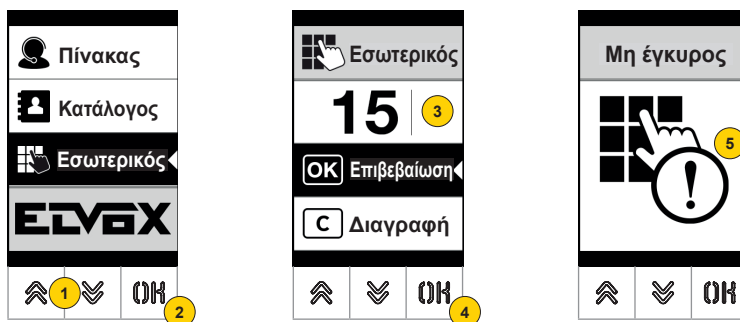 Πίνακας
Κατάλογος
Εσωτερικός
ELVOX
1
OK
2
Εσωτερικός
15
3
OK Επιβεβαίωση
C Διαγραφή
OK
4
Μη έγκυρος
5
!
OK